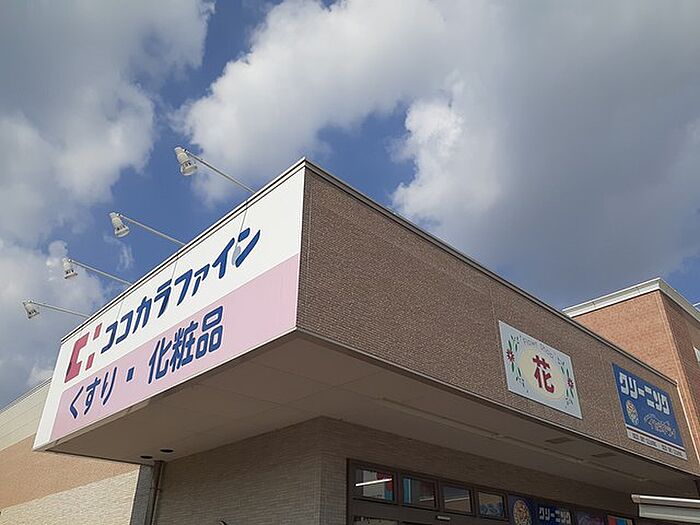 ココカラファイン
くすり・化粧品
花
クリーニング